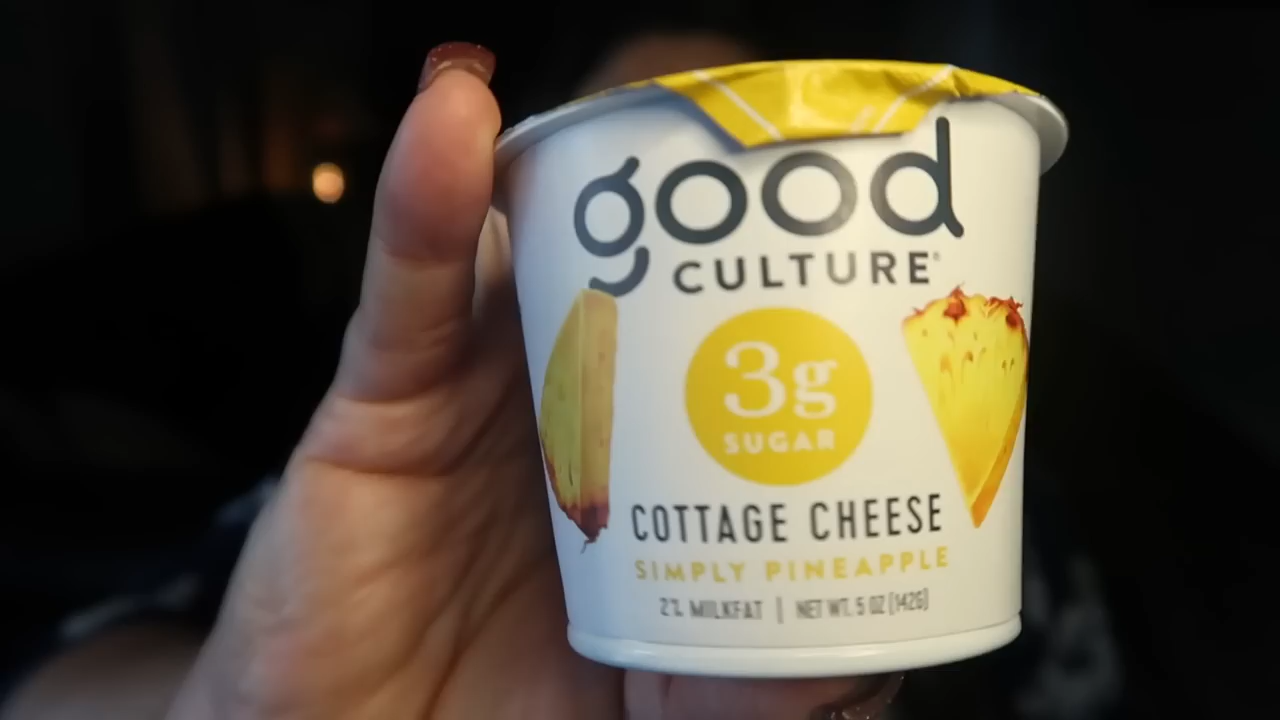 good
CULTURE®
3g
SUGAR
COTTAGE CHEESE
SIMPLY PINEAPPLE
2% MILKFAT | NET WT. 5 OZ (142G)